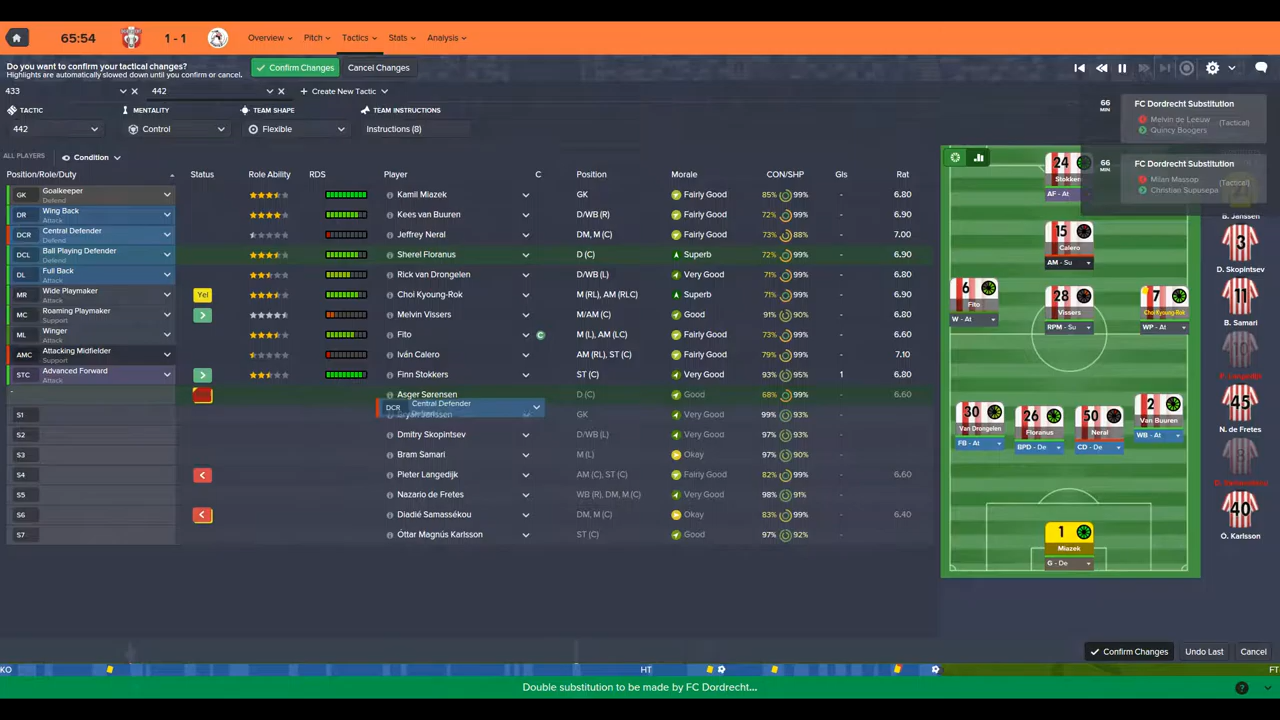 65:54 1 - 1 Overview Pitch Tactics Stats Analysis
Do you want to confirm your tactical changes? Confirm Changes Cancel Changes
Highlights are automatically slowed down until you confirm or cancel.
433 442 + Create New Tactic
TACTIC MENTALITY TEAM SHAPE TEAM INSTRUCTIONS
442 Control Flexible Instructions (8)
ALL PLAYERS Condition
Position/Role/Duty Status Role Ability RDS Player C Position Morale CON/SHP Gls Rat
GK Goalkeeper Defend Kamil Miazek GK Fairly Good 85% 99% - 6.80
DR Wing Back Attack Kees van Buuren D/WB (R) Fairly Good 72% 99% - 6.90
DCR Central Defender Defend Jeffrey Neral DM, M (C) Fairly Good 73% 88% - 7.00
DCL Ball Playing Defender Defend Sherel Floranus D (C) Superb 72% 99% - 6.90
DL Full Back Attack Rick van Drongelen D/WB (L) Very Good 71% 99% - 6.80
MR Wide Playmaker Attack Yel Choi Kyoung-Rok M (RL), AM (RLC) Superb 71% 99% - 6.90
MC Roaming Playmaker Support Melvin Vissers M/AM (C) Good 91% 90% - 6.80
ML Winger Attack Fito C M (L), AM (LC) Fairly Good 73% 99% - 6.60
AMC Attacking Midfielder Support Iván Calero AM (RL), ST (C) Fairly Good 79% 99% - 7.10
STC Advanced Forward Attack Finn Stokkers ST (C) Very Good 93% 95% 1 6.80
- Asger Sørensen D (C) Good 68% 99% - 6.60
DCR Central Defender
S1 GK Very Good 99% 93% -
S2 Dmitry Skopintsev D/WB (L) Very Good 97% 93% -
S3 Bram Samari M (L) Okay 97% 90% -
S4 Pieter Langedijk AM (C), ST (C) Fairly Good 82% 99% - 6.60
S5 Nazario de Fretes WB (R), DM, M (C) Very Good 98% 91% -
S6 Diadié Samassékou DM, M (C) Okay 83% 99% - 6.40
S7 Óttar Magnús Karlsson ST (C) Good 97% 92% -
66 MIN FC Dordrecht Substitution
Melvin de Leeuw (Tactical)
Quincy Boogers
66 MIN FC Dordrecht Substitution
Milan Massop (Tactical)
Christian Supusepa
24 Stokkers AF - At
15 Calero AM - Su
6 Fito W - At
28 Vissers RPM - Su
7 Choi Kyoung-Rok WP - At
30 Van Drongelen FB - At
26 Floranus BPD - De
50 Neral CD - De
2 Van Buuren WB - At
1 Miazek G - De
B. Janssen
3 D. Skopintsev
11 B. Samari
45 N. de Fretes
40 O. Karlsson
Confirm Changes Undo Last Cancel
KO HT FT
Double substitution to be made by FC Dordrecht...